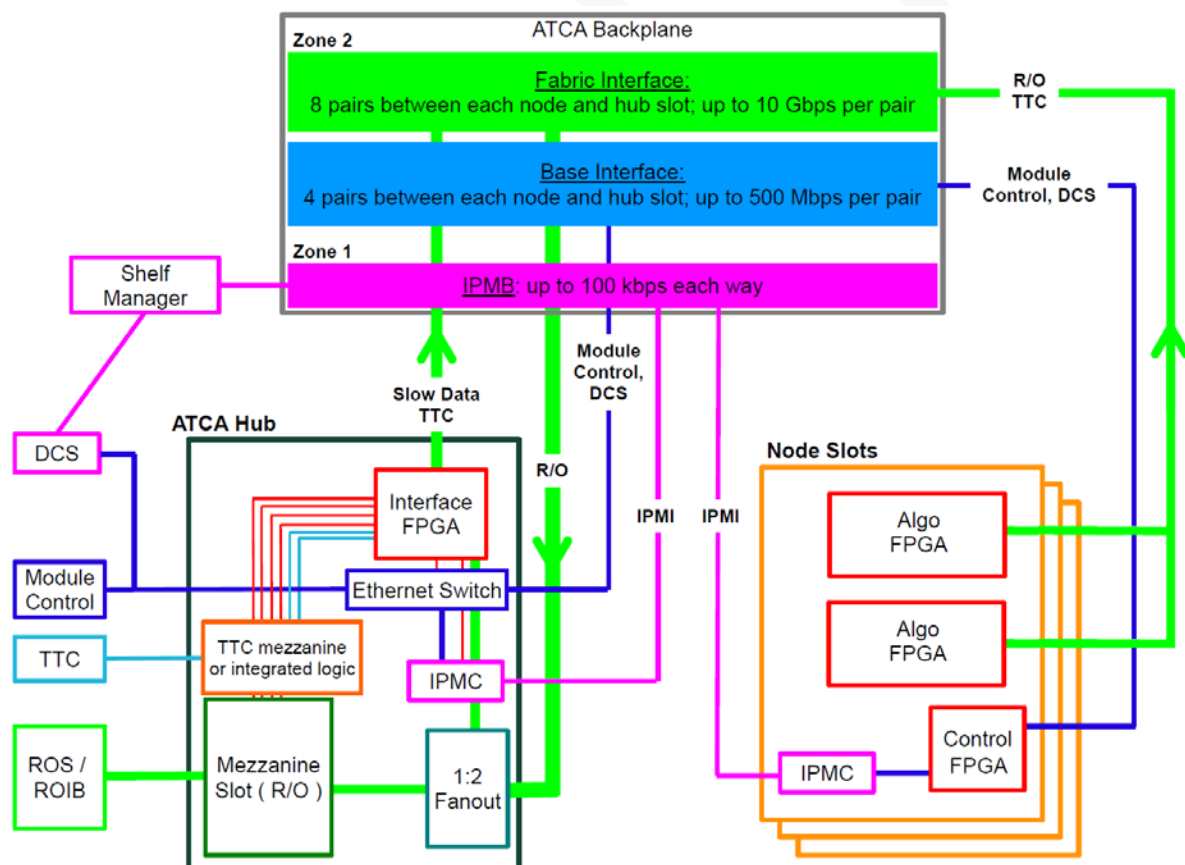 ATCA Backplane
Zone 2
Fabric Interface:
8 pairs between each node and hub slot; up to 10 Gbps per pair
R/O
TTC
Base Interface:
4 pairs between each node and hub slot; up to 500 Mbps per pair
Module
Control, DCS
Zone 1
IPMB: up to 100 kbps each way
Shelf
Manager
Module
Control,
DCS
Slow Data
TTC
ATCA Hub
DCS
R/O
Interface
FPGA
IPMI
IPMI
Node Slots
Algo
FPGA
Module
Control
Ethernet Switch
TTC
TTC mezzanine
or integrated logic
IPMC
Algo
FPGA
ROS /
ROIB
Mezzanine
Slot ( R/O )
1:2
Fanout
IPMC
Control
FPGA